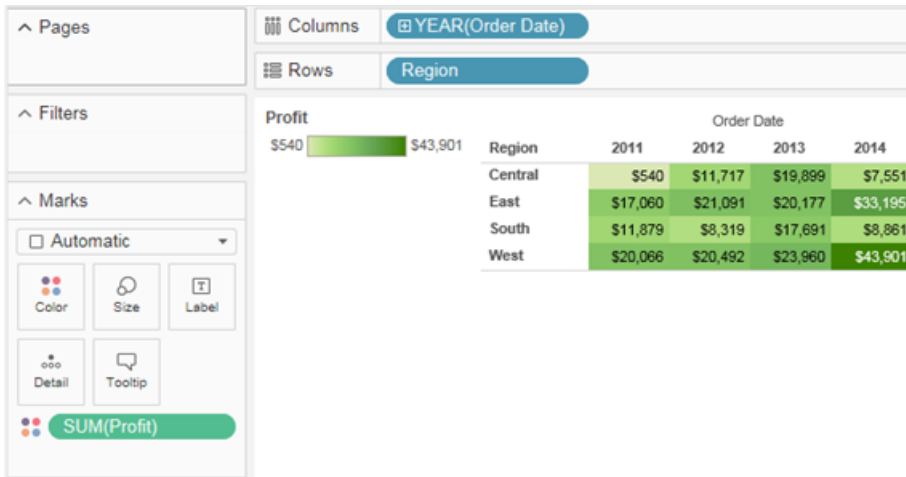 Pages
Columns
YEAR(Order Date)
Rows
Region
Filters
Marks
Automatic
Color
Size
Label
Detail
Tooltip
SUM(Profit)
Profit
$540
$43,901
Order Date
Region 2011 2012 2013 2014
Central $540 $11,717 $19,899 $7,551
East $17,060 $21,091 $20,177 $33,195
South $11,879 $8,319 $17,691 $8,861
West $20,066 $20,492 $23,960 $43,901